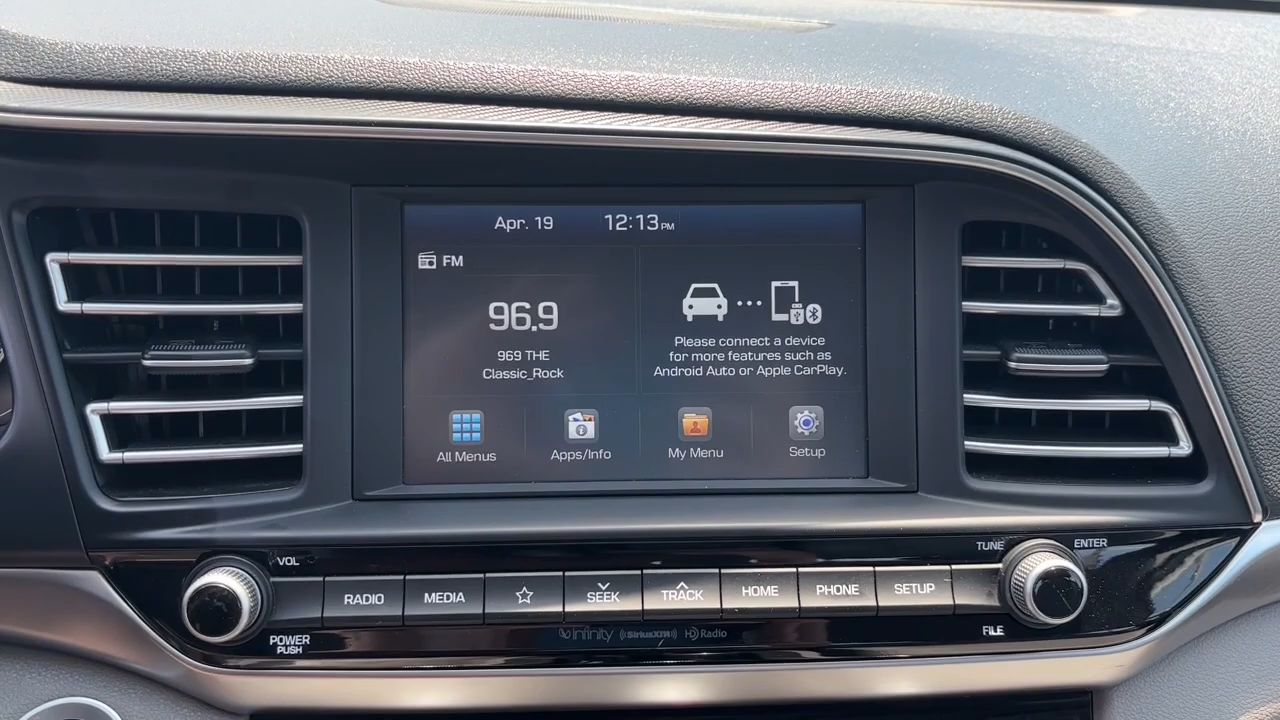 Apr. 19 12:13 PM
FM
96.9
969 THE
Classic_Rock
Please connect a device
for more features such as
Android Auto or Apple CarPlay.
All Menus
Apps/Info
My Menu
Setup
VOL
TUNE
ENTER
RADIO
MEDIA
SEEK
TRACK
HOME
PHONE
SETUP
POWER
PUSH
infinity
SiriusXM
HD Radio
FILE